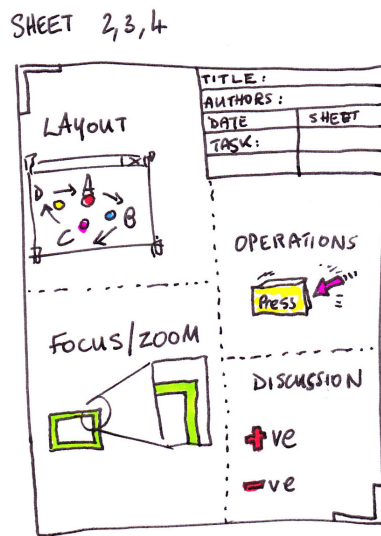 SHEET 2,3,4
TITLE:
AUTHORS:
DATE SHEET
TASK:
LAYOUT
X
D A
C B
OPERATIONS
Press
FOCUS/ZOOM
DISCUSSION
+ve
-ve